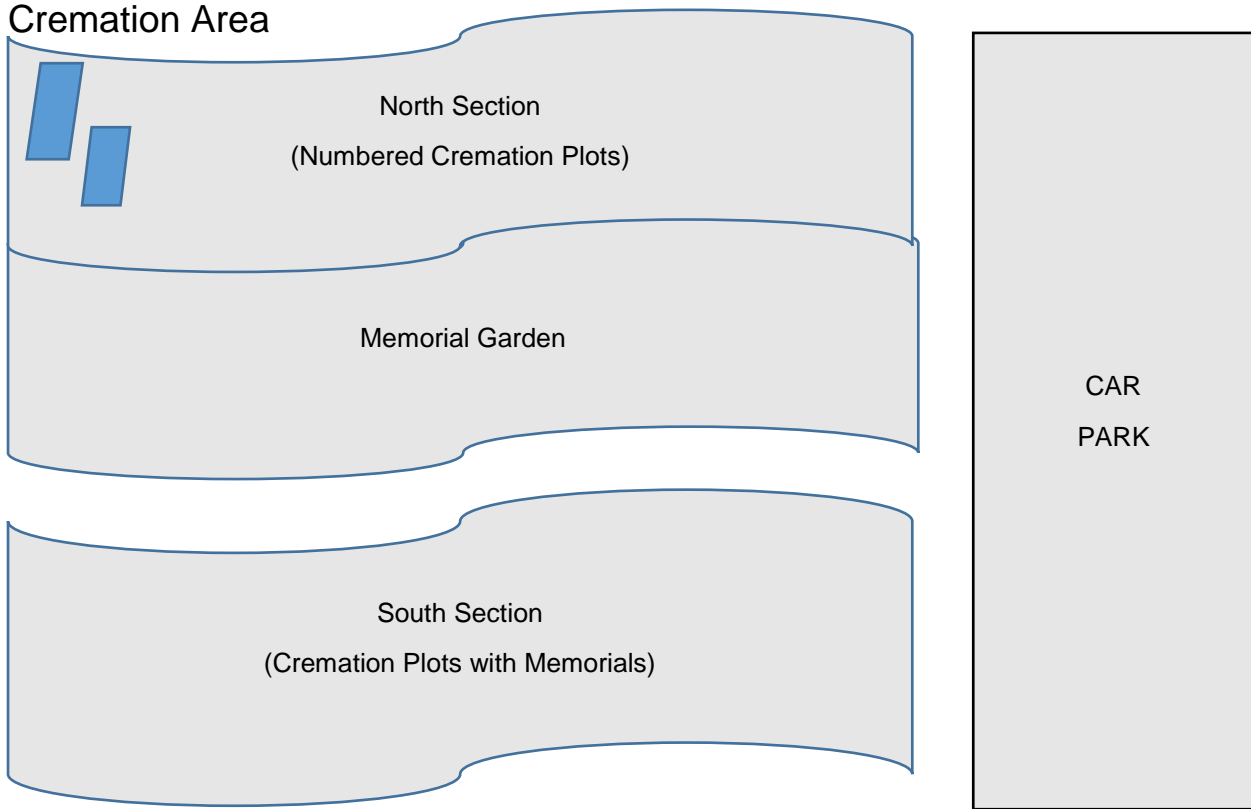 Cremation Area
North Section
(Numbered Cremation Plots)
Memorial Garden
CAR
PARK
South Section
(Cremation Plots with Memorials)